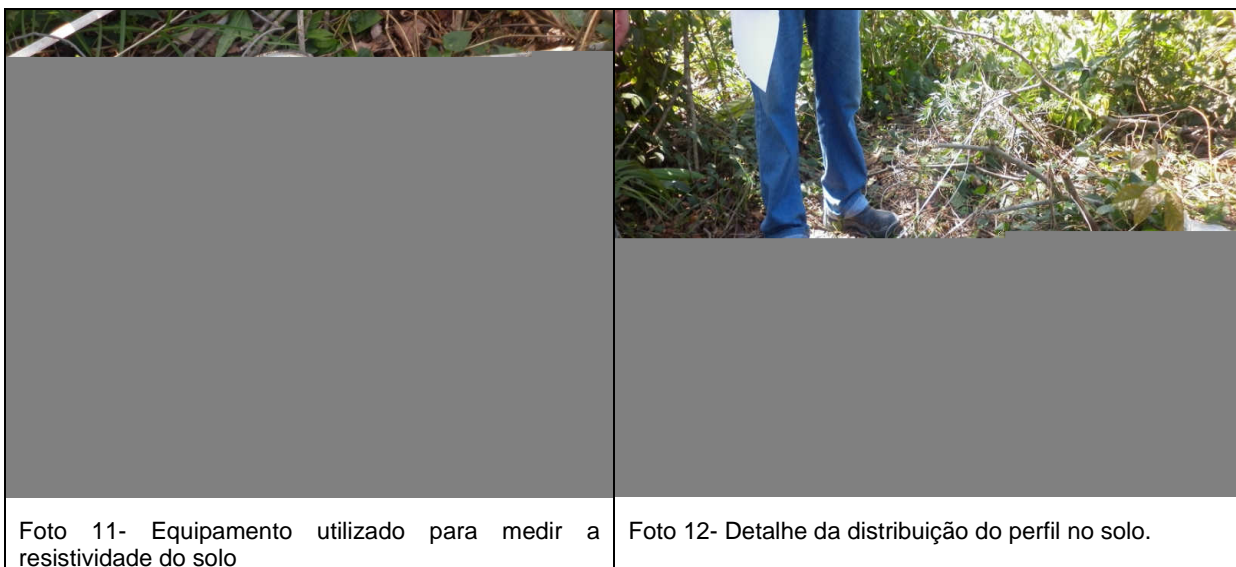 Foto 11- Equipamento utilizado para medir a
resistividade do solo
Foto 12- Detalhe da distribuição do perfil no solo.